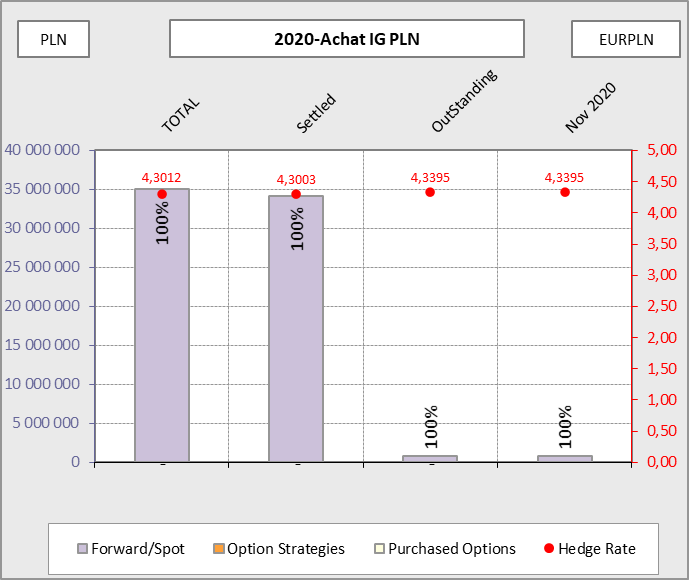 PLN
2020-Achat IG PLN
EURPLN
TOTAL
Settled
OutStanding
Nov 2020
40 000 000
35 000 000
30 000 000
25 000 000
20 000 000
15 000 000
10 000 000
5 000 000
0
4,3012
4,3003
4,3395
4,3395
100%
100%
100%
100%
5,00
4,50
4,00
3,50
3,00
2,50
2,00
1,50
1,00
0,50
0,00
Forward/Spot
Option Strategies
Purchased Options
Hedge Rate